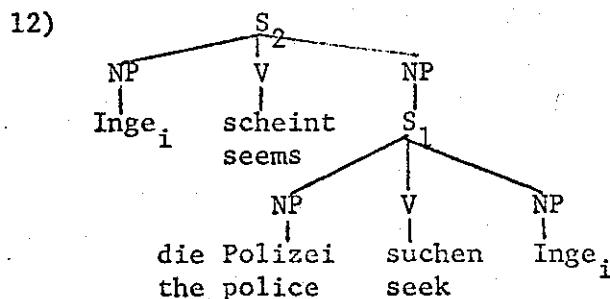 12) S₂
NP V NP
Ingeᵢ scheint S₁
seems
NP V NP
die Polizei suchen Ingeᵢ
the police seek